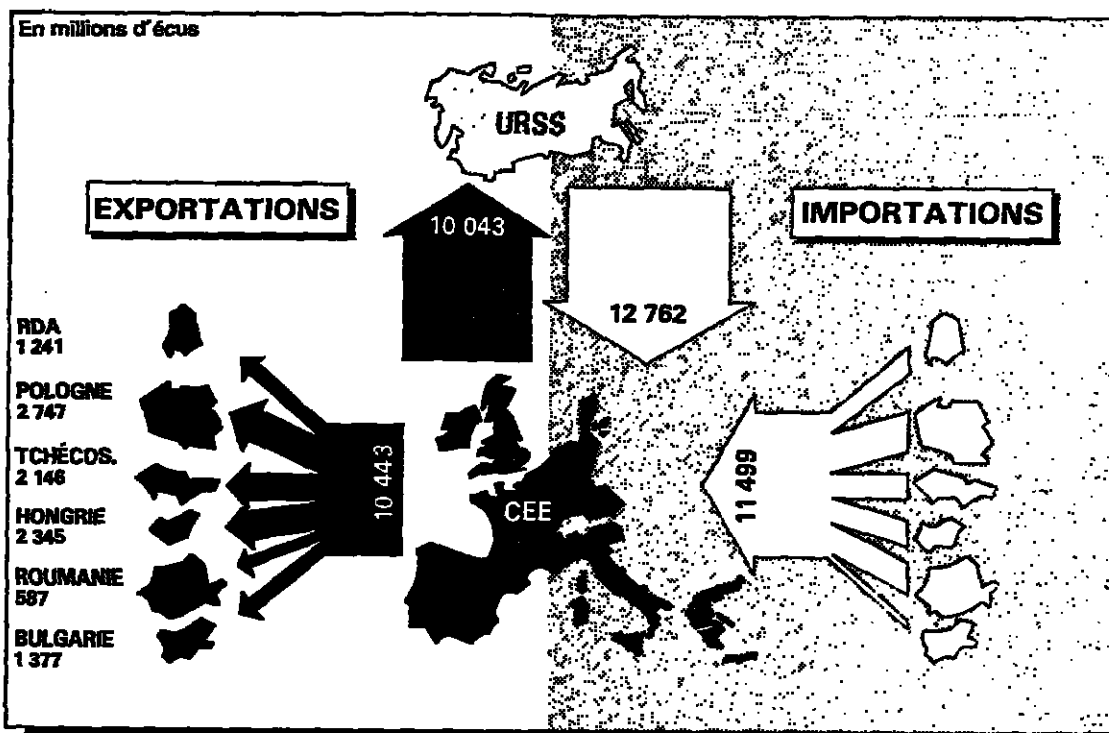 En millions d'écus
URSS
EXPORTATIONS
10 043
IMPORTATIONS
12 762
RDA
1 241
POLOGNE
2 747
TCHÉCOS.
2 146
HONGRIE
2 345
ROUMANIE
587
BULGARIE
1 377
10 443
CEE
11 499